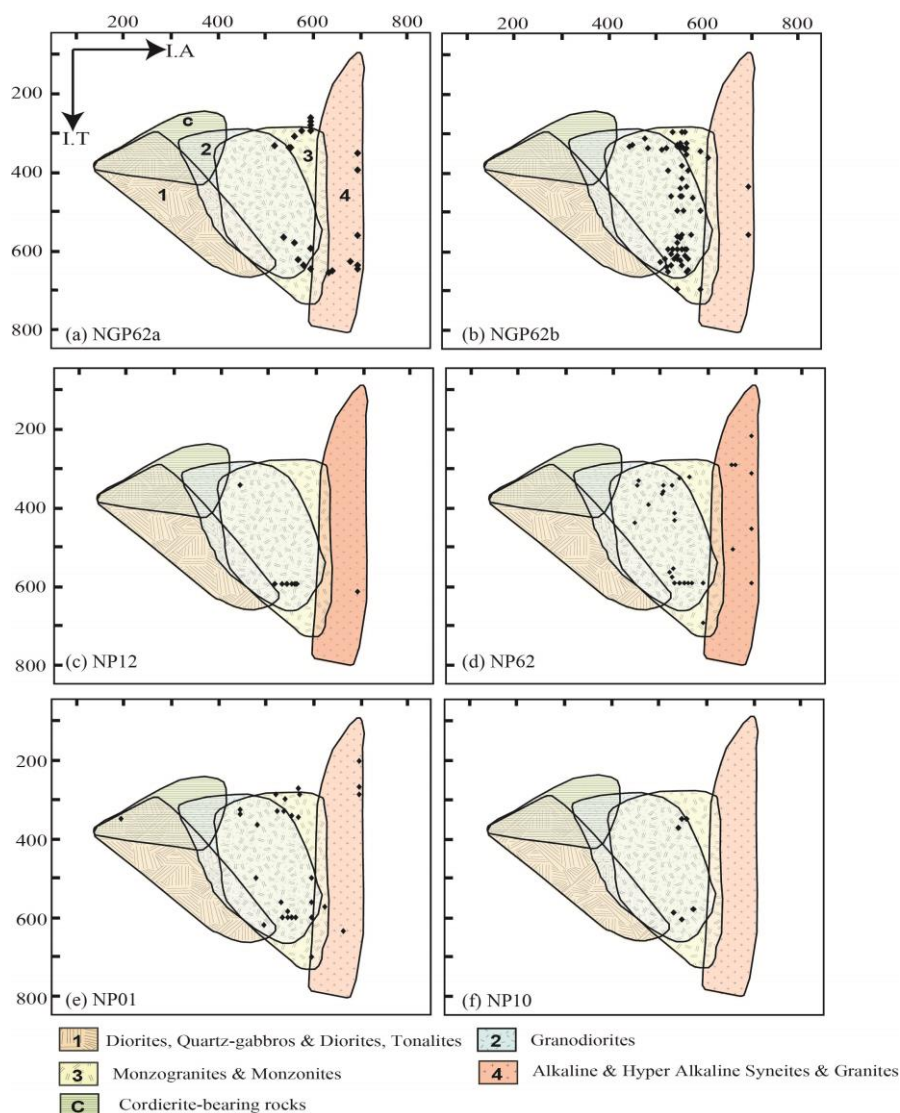 200 400 600 800 200 400 600 800
I.A
I.T
200
400
600
800
C
2
3
1
4
(a) NGP62a
(b) NGP62b
200
400
600
800
(c) NP12
(d) NP62
200
400
600
800
(e) NP01
(f) NP10
1 Diorites, Quartz-gabbros & Diorites, Tonalites
2 Granodiorites
3 Monzogranites & Monzonites
4 Alkaline & Hyper Alkaline Syneites & Granites
C Cordierite-bearing rocks